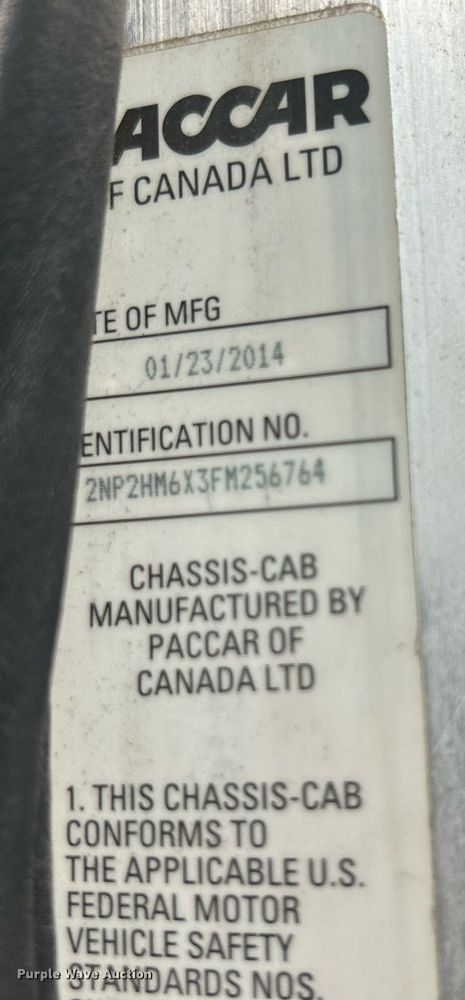 ACCAR
F CANADA LTD
TE OF MFG
01/23/2014
ENTIFICATION NO.
2NP2HM6X3FM256764
CHASSIS-CAB
MANUFACTURED BY
PACCAR OF
CANADA LTD
1. THIS CHASSIS-CAB
CONFORMS TO
THE APPLICABLE U.S.
FEDERAL MOTOR
VEHICLE SAFETY
STANDARDS NOS.
Purple Wave Auction